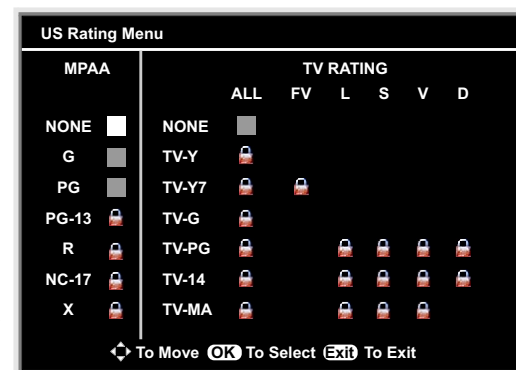 US Rating Menu
MPAA TV RATING
ALL FV L S V D
NONE NONE
G TV-Y
PG TV-Y7
PG-13 TV-G
R TV-PG
NC-17 TV-14
X TV-MA
To Move OK To Select Exit To Exit